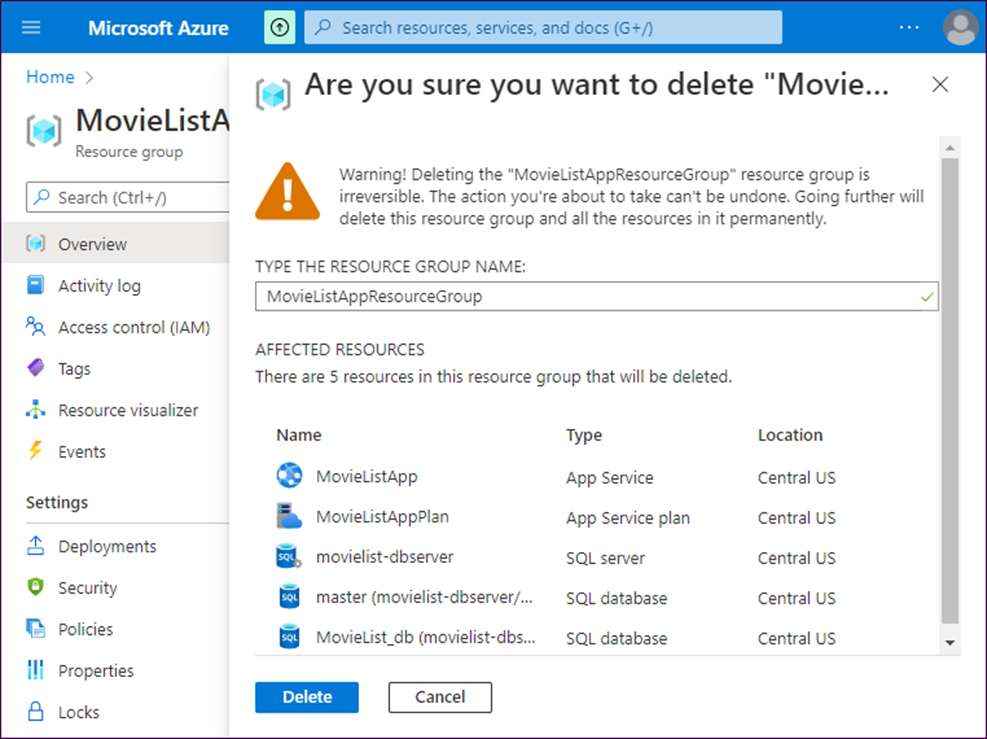 Microsoft Azure
Search resources, services, and docs (G+/)
...
Home >
MovieListA
Resource group
Search (Ctrl+/)
Overview
Activity log
Access control (IAM)
Tags
Resource visualizer
Events
Settings
Deployments
Security
Policies
Properties
Locks
Are you sure you want to delete "Movie...
Warning! Deleting the "MovieListAppResourceGroup" resource group is
irreversible. The action you're about to take can't be undone. Going further will
delete this resource group and all the resources in it permanently.
TYPE THE RESOURCE GROUP NAME:
MovieListAppResourceGroup
AFFECTED RESOURCES
There are 5 resources in this resource group that will be deleted.
Name Type Location
MovieListApp App Service Central US
MovieListAppPlan App Service plan Central US
SQL movielist-dbserver SQL server Central US
SQL master (movielist-dbserver/... SQL database Central US
SQL MovieList_db (movielist-dbs... SQL database Central US
Delete Cancel